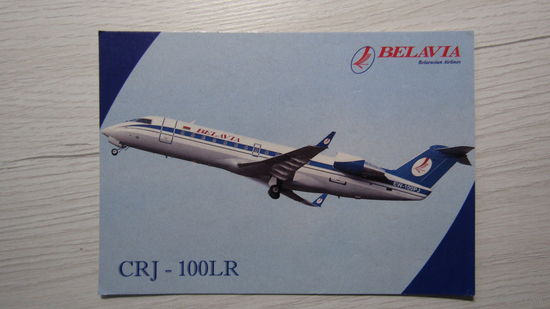 BELAVIA
Belarusian Airlines
BELAVIA
CRJ - 100LR